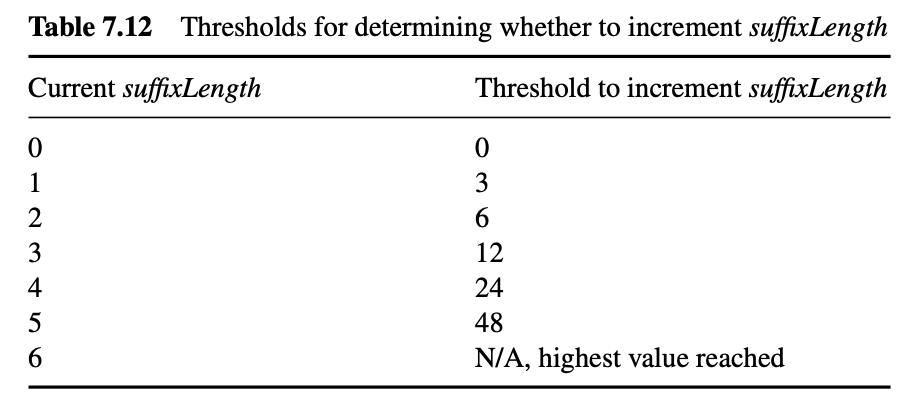 Table 7.12 Thresholds for determining whether to increment suffixLength
Current suffixLength Threshold to increment suffixLength
0 0
1 3
2 6
3 12
4 24
5 48
6 N/A, highest value reached